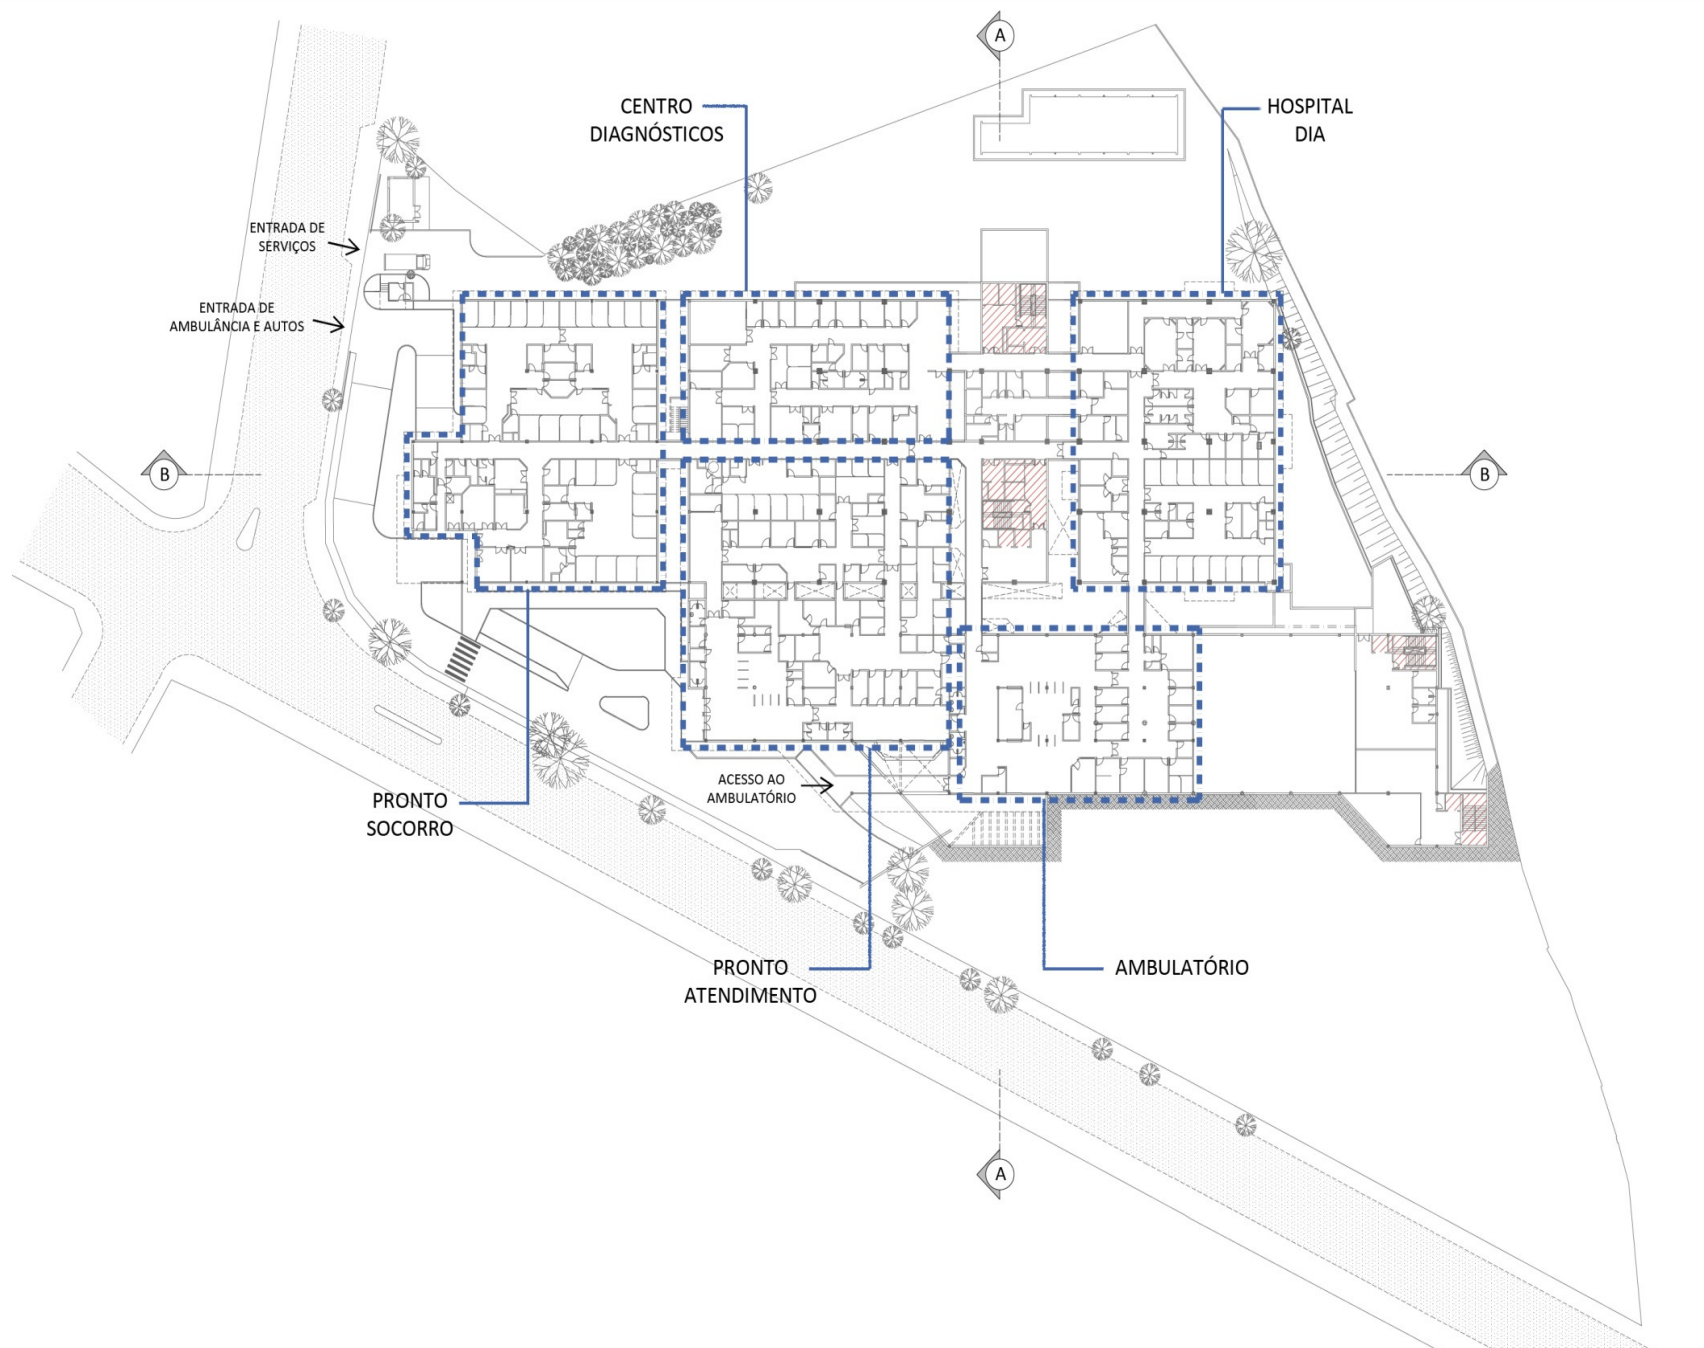 A
CENTRO
DIAGNÓSTICOS
HOSPITAL
DIA
ENTRADA DE
SERVIÇOS
ENTRADA DE
AMBULÂNCIA E AUTOS
B
B
ACESSO AO
AMBULATÓRIO
PRONTO
SOCORRO
PRONTO
ATENDIMENTO
AMBULATÓRIO
A